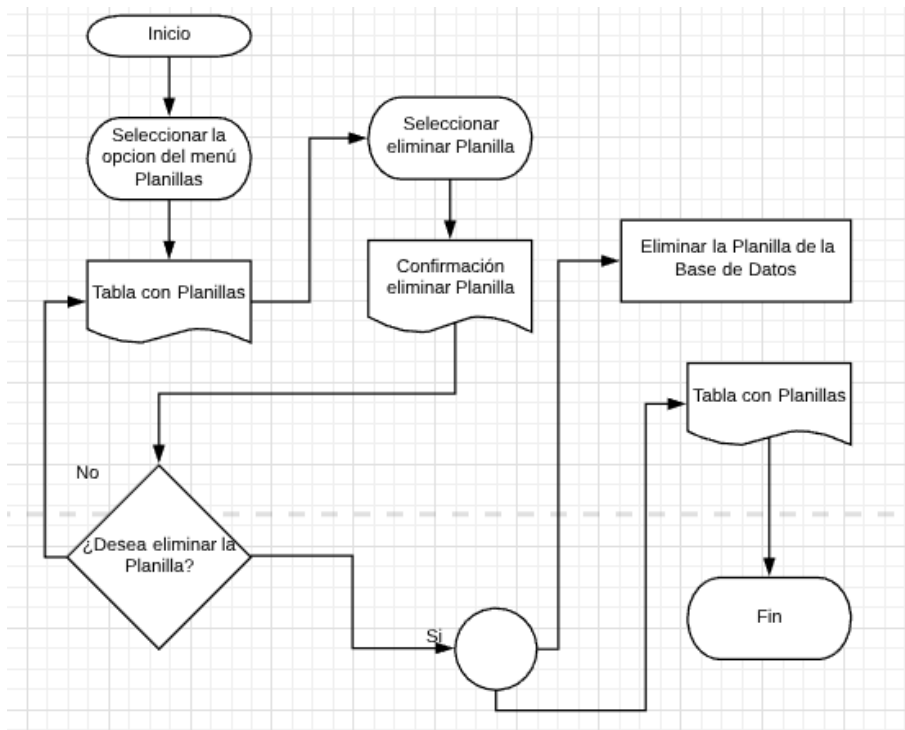 Inicio
Seleccionar la
opcion del menú
Planillas
Tabla con Planillas
Seleccionar
eliminar Planilla
Confirmación
eliminar Planilla
No
¿Desea eliminar la
Planilla?
Si
Eliminar la Planilla de la
Base de Datos
Tabla con Planillas
Fin